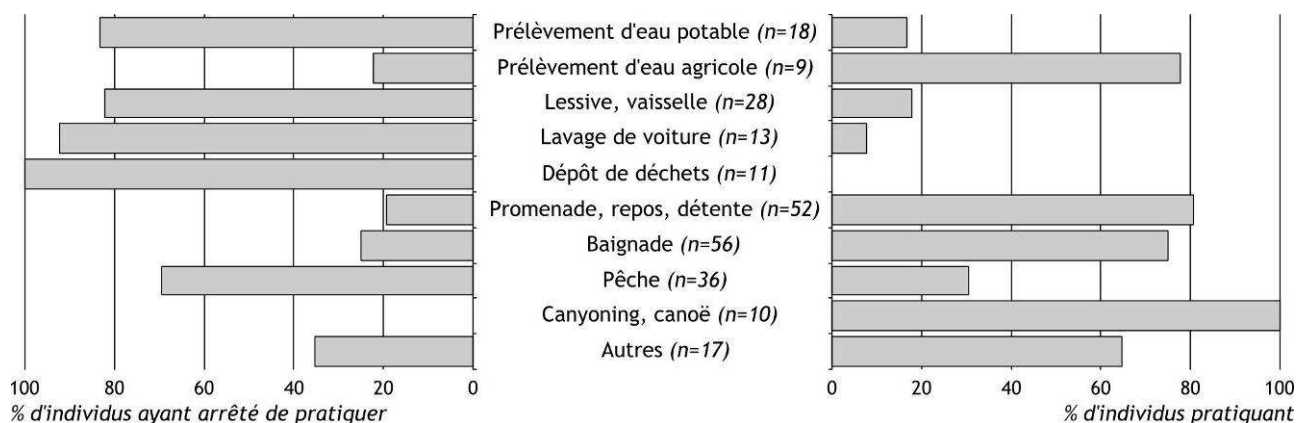 Prélèvement d'eau potable (n=18)
Prélèvement d'eau agricole (n=9)
Lessive, vaisselle (n=28)
Lavage de voiture (n=13)
Dépôt de déchets (n=11)
Promenade, repos, détente (n=52)
Baignade (n=56)
Pêche (n=36)
Canyoning, canoë (n=10)
Autres (n=17)
100 80 60 40 20 0 0 20 40 60 80 100
% d'individus ayant arrêté de pratiquer % d'individus pratiquant